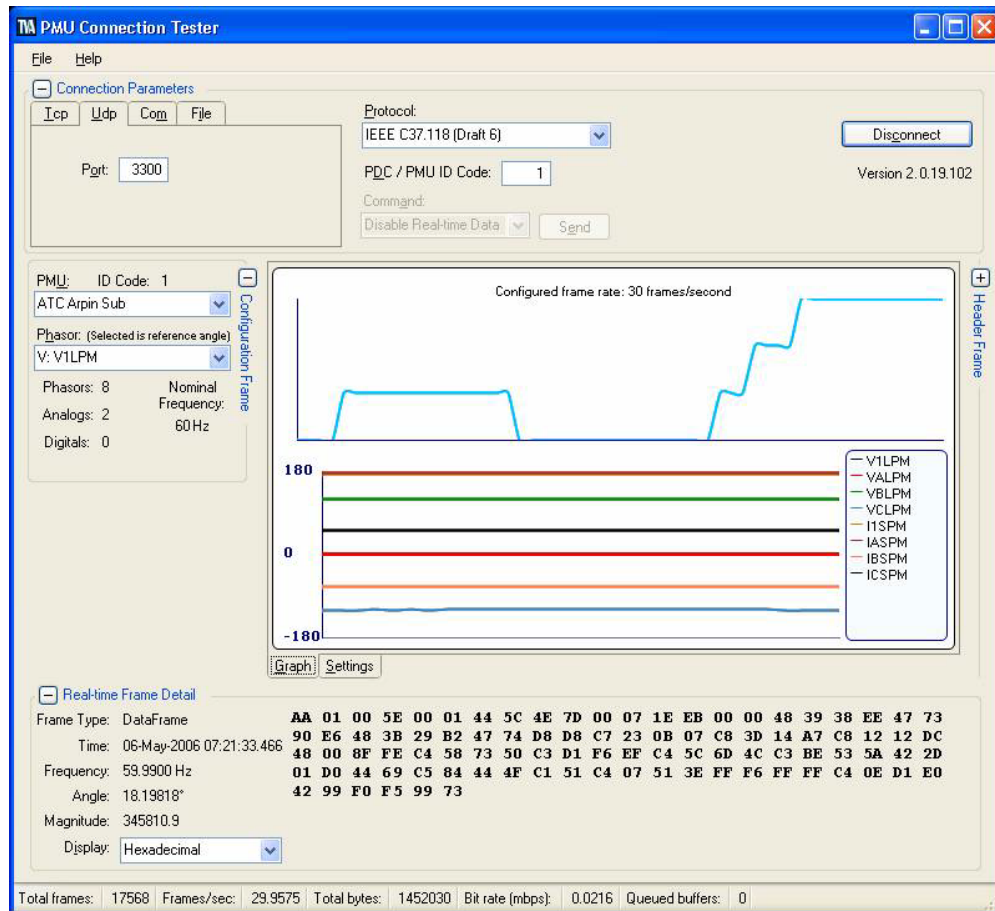 TVA PMU Connection Tester
File Help
Connection Parameters
Tcp Udp Com File
Port: 3300
Protocol:
IEEE C37.118 (Draft 6)
PDC / PMU ID Code: 1
Command:
Disable Real-time Data Send
Disconnect
Version 2.0.19.102
PMU: ID Code: 1
ATC Arpin Sub
Phasor: (Selected is reference angle)
V: V1LPM
Phasors: 8
Analogs: 2
Digitals: 0
Nominal
Frequency:
60Hz
Configuration Frame
Configured frame rate: 30 frames/second
180
0
-180
V1LPM
VALPM
VBLPM
VCLPM
I1SPM
IASPM
IBSPM
ICSPM
Header Frame
Graph Settings
Real-time Frame Detail
Frame Type: DataFrame
Time: 06-May-2006 07:21:33.466
Frequency: 59.9900 Hz
Angle: 18.19818°
Magnitude: 345810.9
Display: Hexadecimal
AA 01 00 5E 00 01 44 5C 4E 7D 00 07 1E EB 00 00 48 39 38 EE 47 73
90 E6 48 3B 29 B2 47 74 D8 D8 C7 23 0B 07 C8 3D 14 A7 C8 12 12 DC
48 00 8F FE C4 58 73 50 C3 D1 F6 EF C4 5C 6D 4C C3 BE 53 5A 42 2D
01 D0 44 69 C5 84 44 4F C1 51 C4 07 51 3E FF F6 FF FF C4 0E D1 E0
42 99 F0 F5 99 73
Total frames: 17568 Frames/sec: 29.9575 Total bytes: 1452030 Bit rate (mbps): 0.0216 Queued buffers: 0